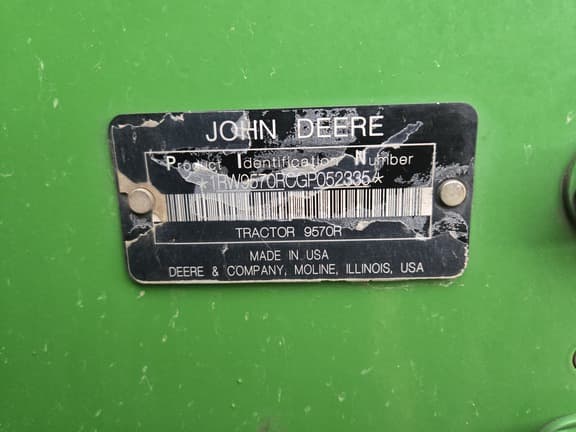 JOHN DEERE
Product Identification Number
*1RW9570RCGP052335*
TRACTOR 9570R
MADE IN USA
DEERE & COMPANY, MOLINE, ILLINOIS, USA